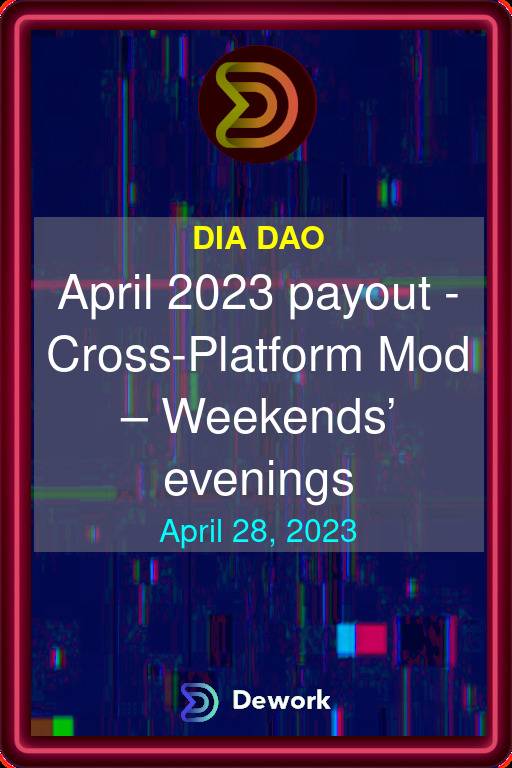 DIA DAO
April 2023 payout -
Cross-Platform Mod
– Weekends’
evenings
April 28, 2023
Dework